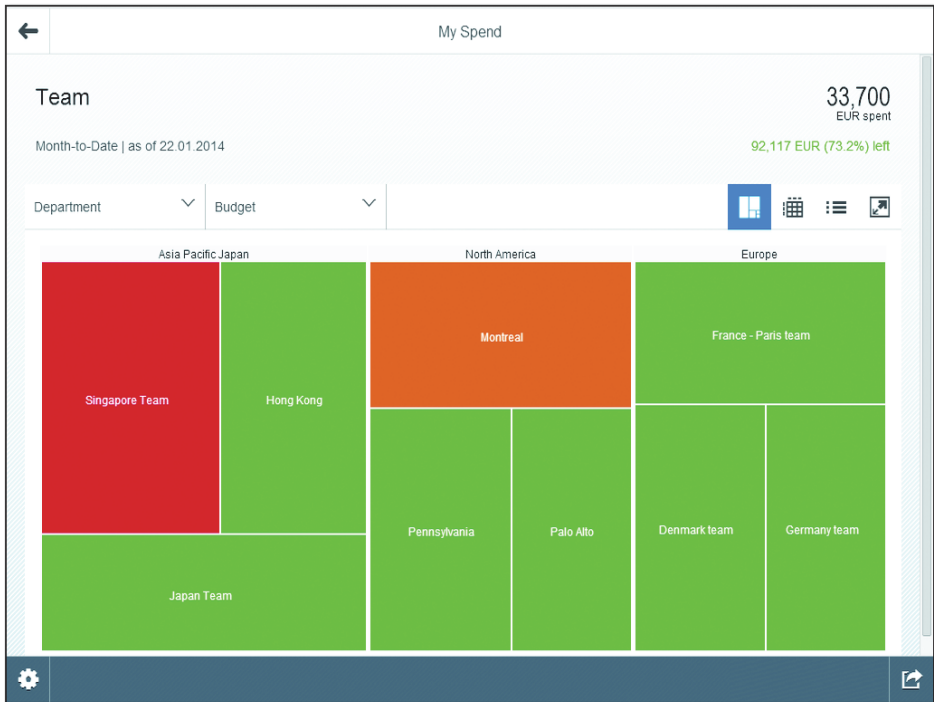 My Spend
Team
33,700
EUR spent
Month-to-Date | as of 22.01.2014
92,117 EUR (73.2%) left
Department
Budget
Asia Pacific Japan
North America
Europe
Singapore Team
Hong Kong
Japan Team
Montreal
Pennsylvania
Palo Alto
France - Paris team
Denmark team
Germany team